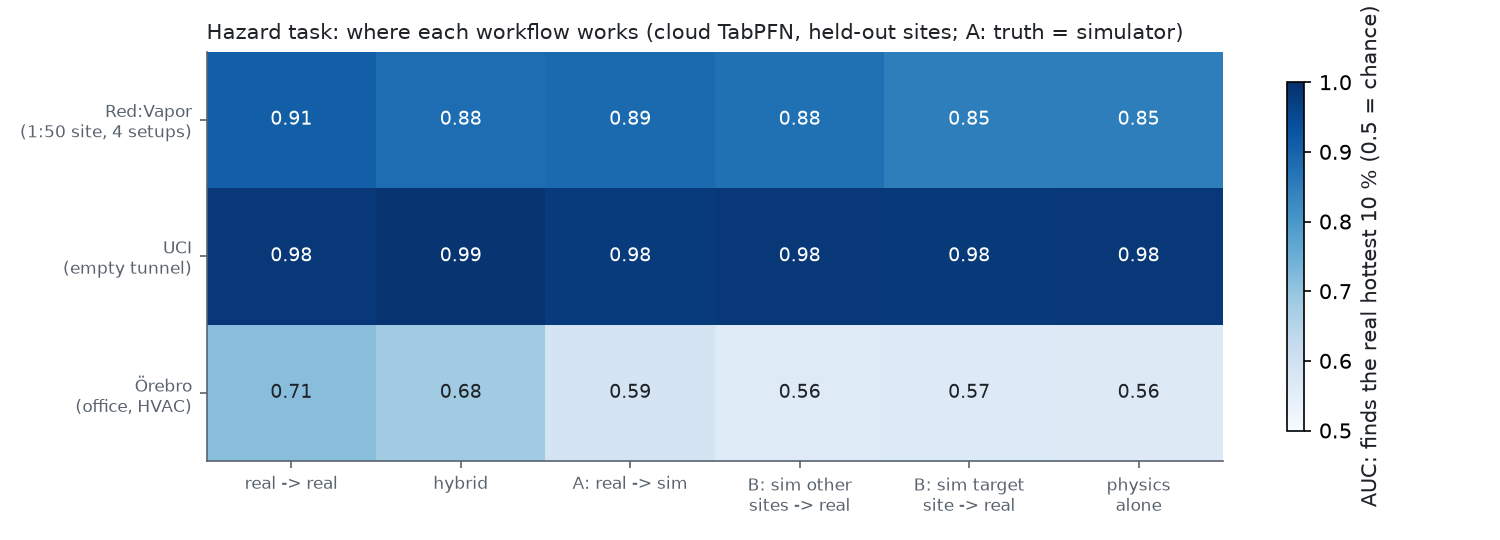 Hazard task: where each workflow works (cloud TabPFN, held-out sites; A: truth = simulator)
Red:Vapor
(1:50 site, 4 setups)
0.91 0.88 0.89 0.88 0.85 0.85
UCI
(empty tunnel)
0.98 0.99 0.98 0.98 0.98 0.98
Örebro
(office, HVAC)
0.71 0.68 0.59 0.56 0.57 0.56
real -> real
hybrid
A: real -> sim
B: sim other
sites -> real
B: sim target
site -> real
physics
alone
1.0
0.9
0.8
0.7
0.6
0.5
AUC: finds the real hottest 10 % (0.5 = chance)